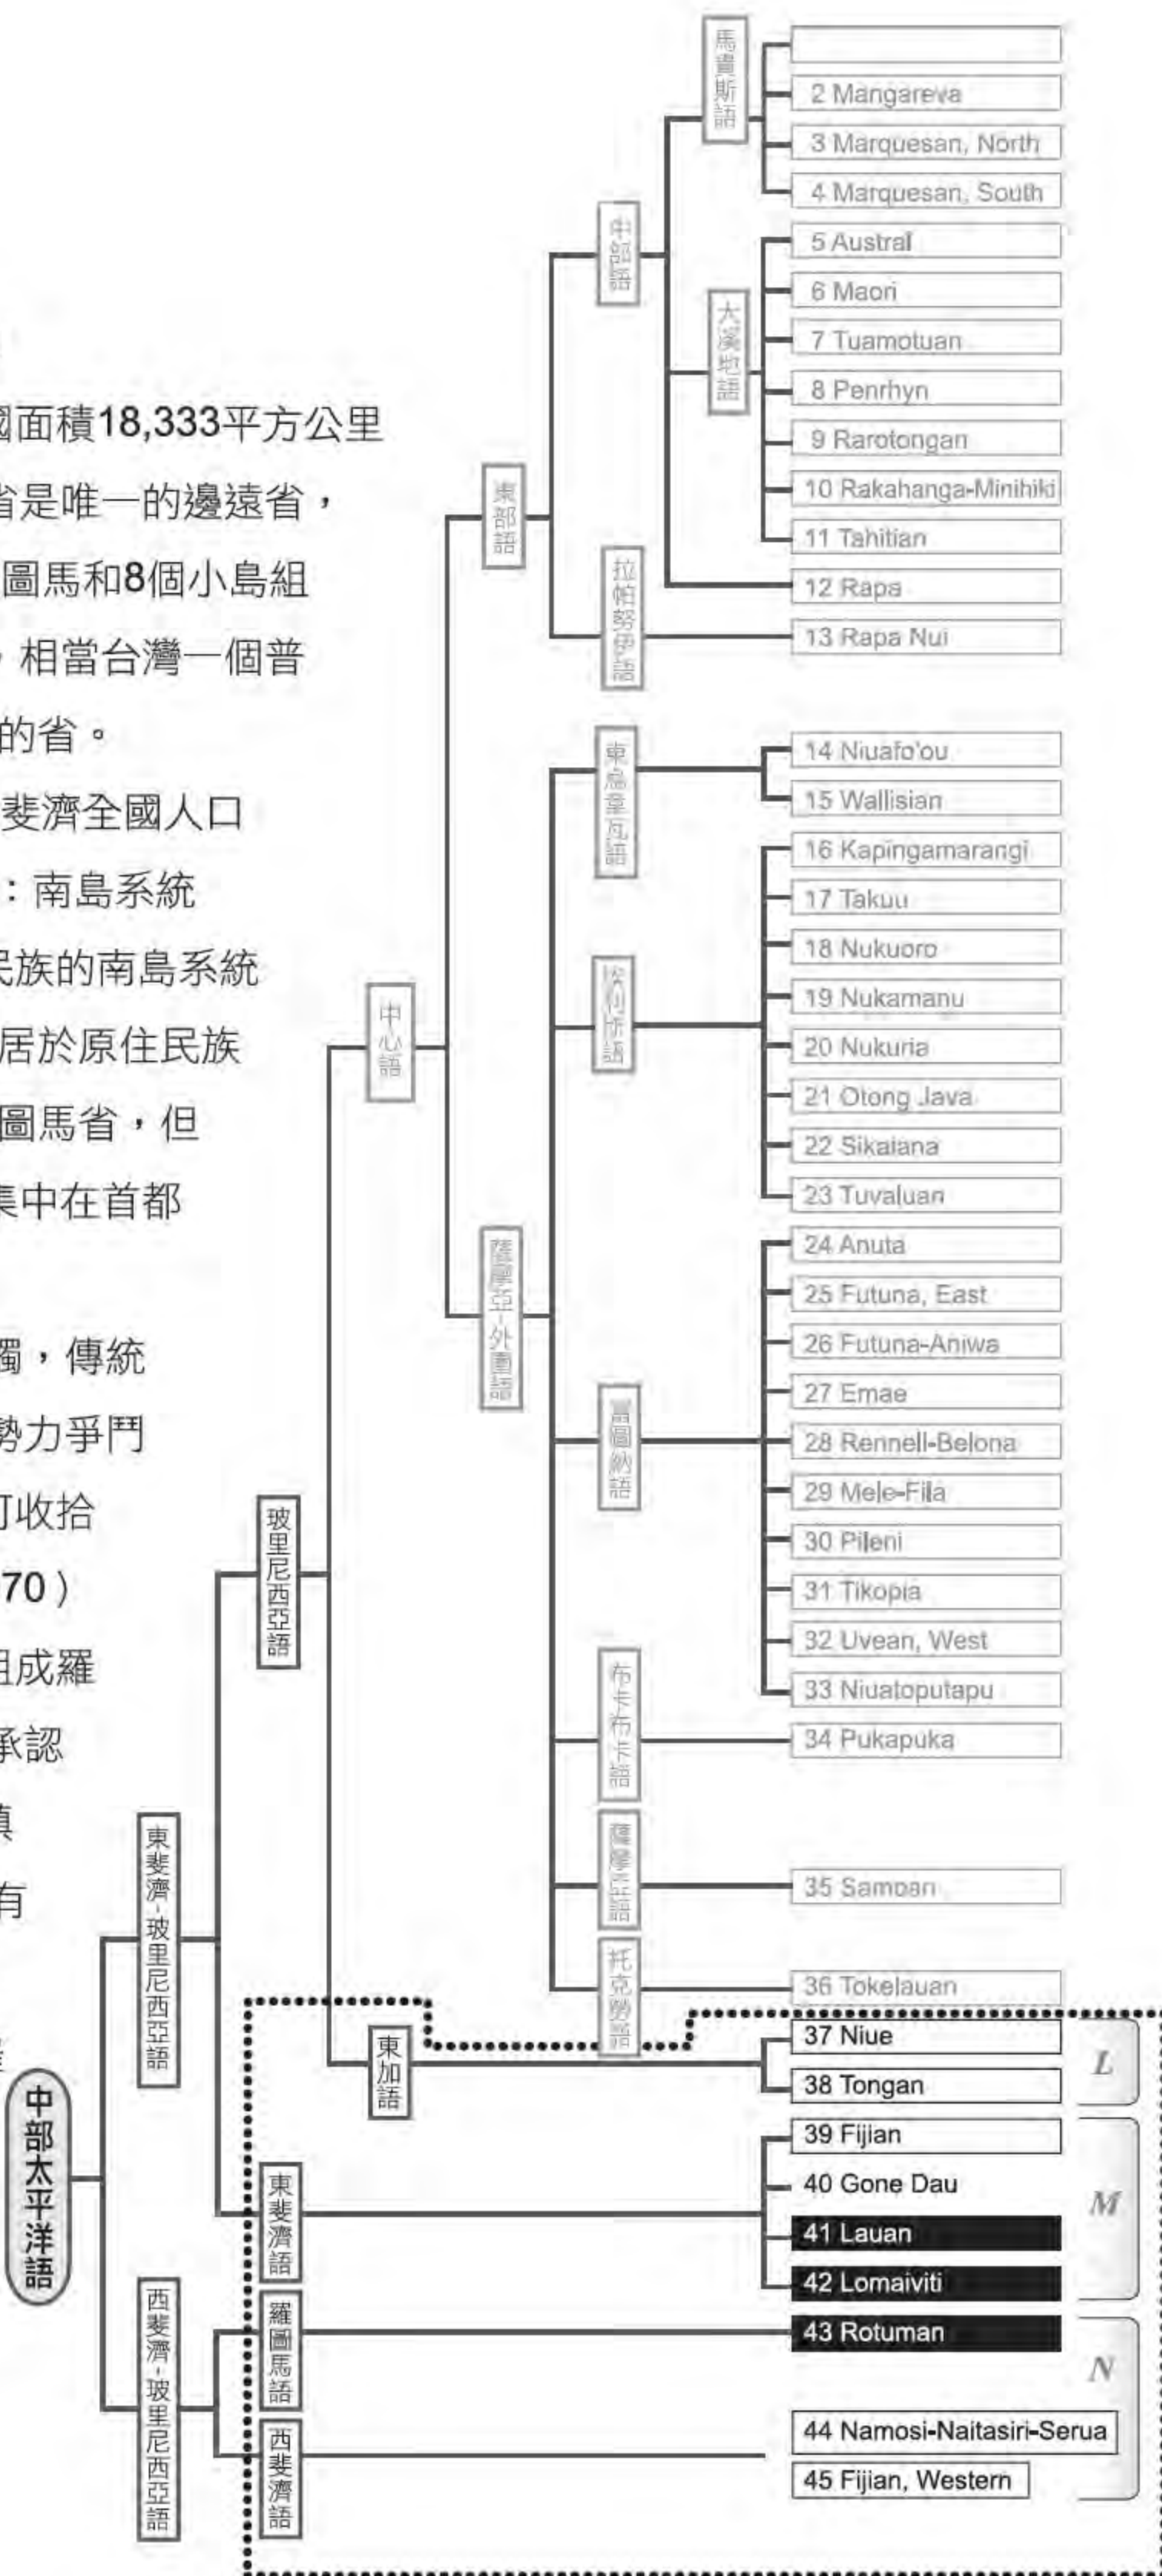 國面積18,333平方公里
省是唯一的邊遠省，
圖馬和8個小島組
，相當台灣一個普
的省。
斐濟全國人口
：南島系統
民族的南島系統
居於原住民族
圖馬省，但
集中在首都
觸，傳統
勢力爭鬥
可收拾
970）
組成羅
承認
有
中部太平洋語
東斐濟-玻里尼西亞語
西斐濟-玻里尼西亞語
玻里尼西亞語
東斐濟語
羅圖馬語
西斐濟語
中心語
東加語
東部語
薩摩亞-外圍語
中部語
拉帕努伊語
東烏韋瓦語
富圖納語
布卡布卡語
薩摩亞語
托克勞語
馬貴斯語
大溪地語
2 Mangareva
3 Marquesan, North
4 Marquesan, South
5 Austral
6 Maori
7 Tuamotuan
8 Penrhyn
9 Rarotongan
10 Rakahanga-Minihiki
11 Tahitian
12 Rapa
13 Rapa Nui
14 Niuafo'ou
15 Wallisian
16 Kapingamarangi
17 Takuu
18 Nukuoro
19 Nukamanu
20 Nukuria
21 Otong Java
22 Sikaiana
23 Tuvaluan
24 Anuta
25 Futuna, East
26 Futuna-Aniwa
27 Emae
28 Rennell-Belona
29 Mele-Fila
30 Pileni
31 Tikopia
32 Uvean, West
33 Niuatoputapu
34 Pukapuka
35 Samoan
36 Tokelauan
37 Niue
38 Tongan
L
39 Fijian
40 Gone Dau
41 Lauan
42 Lomaiviti
M
43 Rotuman
44 Namosi-Naitasiri-Serua
45 Fijian, Western
N